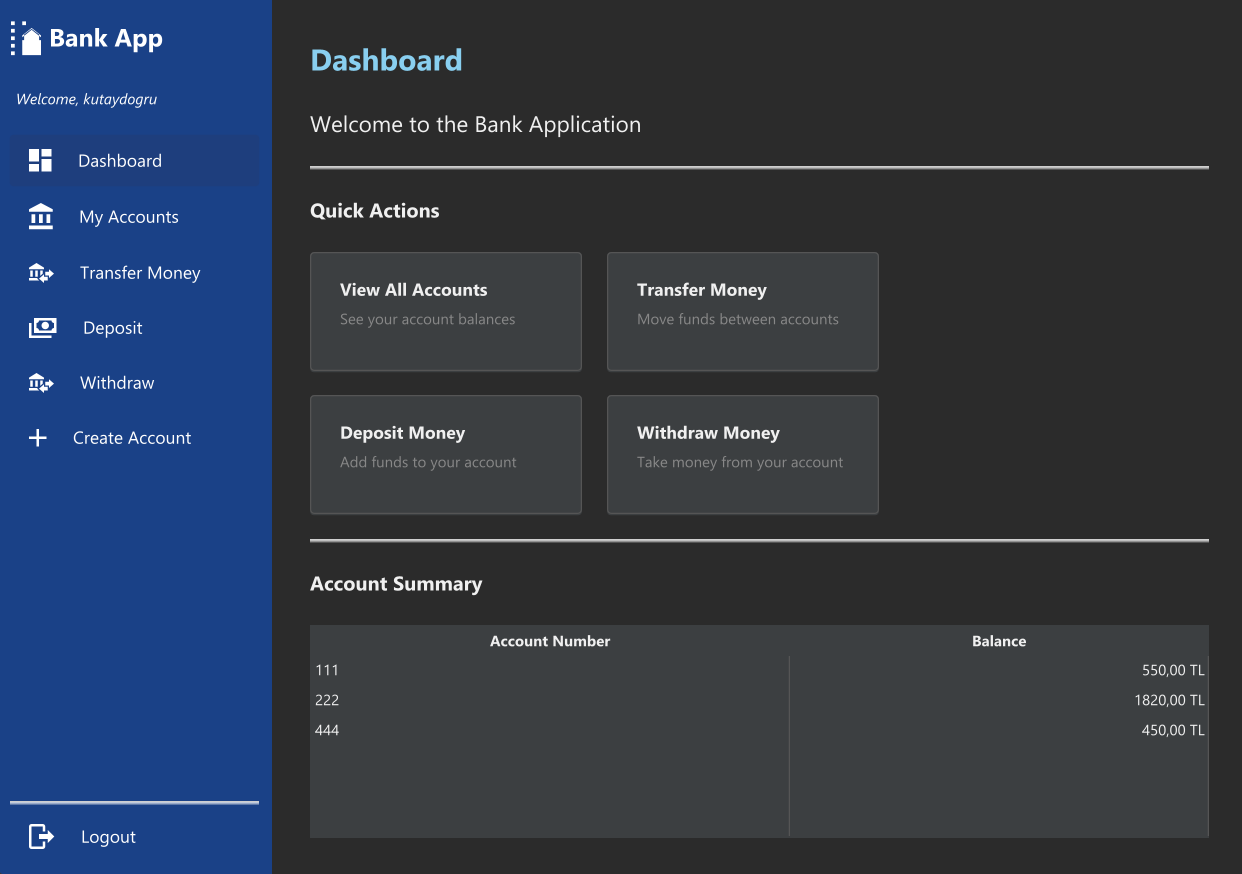 Bank App
Welcome, kutaydogru
Dashboard
My Accounts
Transfer Money
Deposit
Withdraw
Create Account
Logout
Dashboard
Welcome to the Bank Application
Quick Actions
View All Accounts
See your account balances
Transfer Money
Move funds between accounts
Deposit Money
Add funds to your account
Withdraw Money
Take money from your account
Account Summary
Account Number Balance
111 550,00 TL
222 1820,00 TL
444 450,00 TL